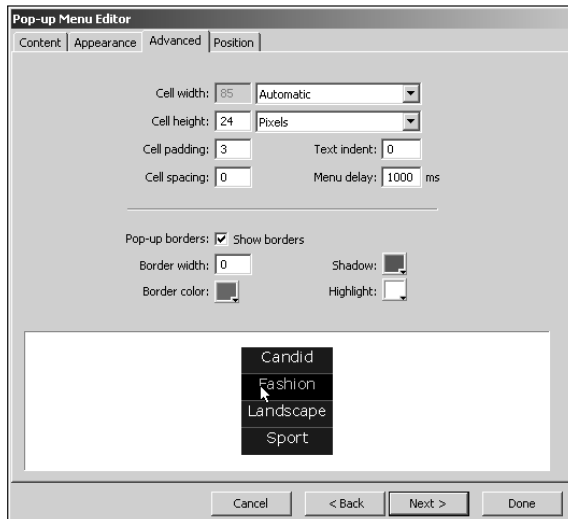 Pop-up Menu Editor
Content Appearance Advanced Position
Cell width: 85 Automatic
Cell height: 24 Pixels
Cell padding: 3 Text indent: 0
Cell spacing: 0 Menu delay: 1000 ms
Pop-up borders: Show borders
Border width: 0 Shadow:
Border color: Highlight:
Candid
Fashion
Landscape
Sport
Cancel < Back Next > Done